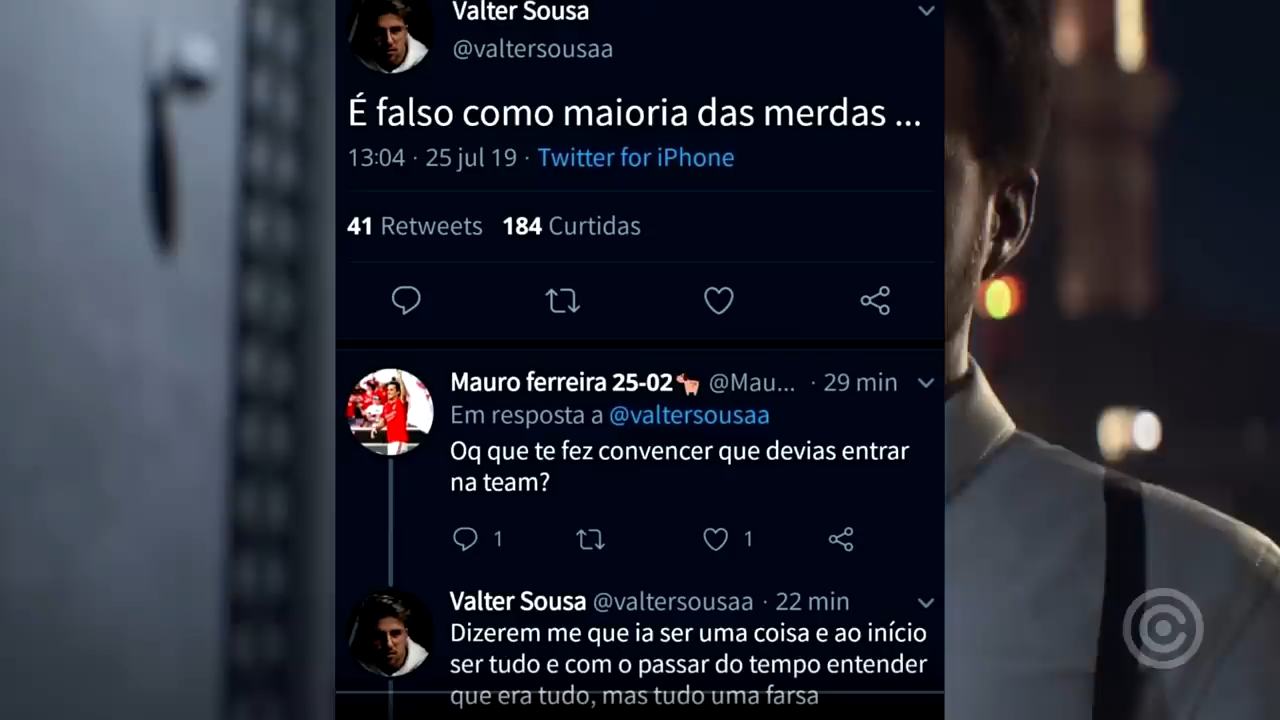 Valter Sousa
@valtersousaa
É falso como maioria das merdas ...
13:04 · 25 jul 19 · Twitter for iPhone
41 Retweets 184 Curtidas
Mauro ferreira 25-02🐖 @Mau... · 29 min
Em resposta a @valtersousaa
Oq que te fez convencer que devias entrar
na team?
1 1
Valter Sousa @valtersousaa · 22 min
Dizerem me que ia ser uma coisa e ao início
ser tudo e com o passar do tempo entender
que era tudo, mas tudo uma farsa